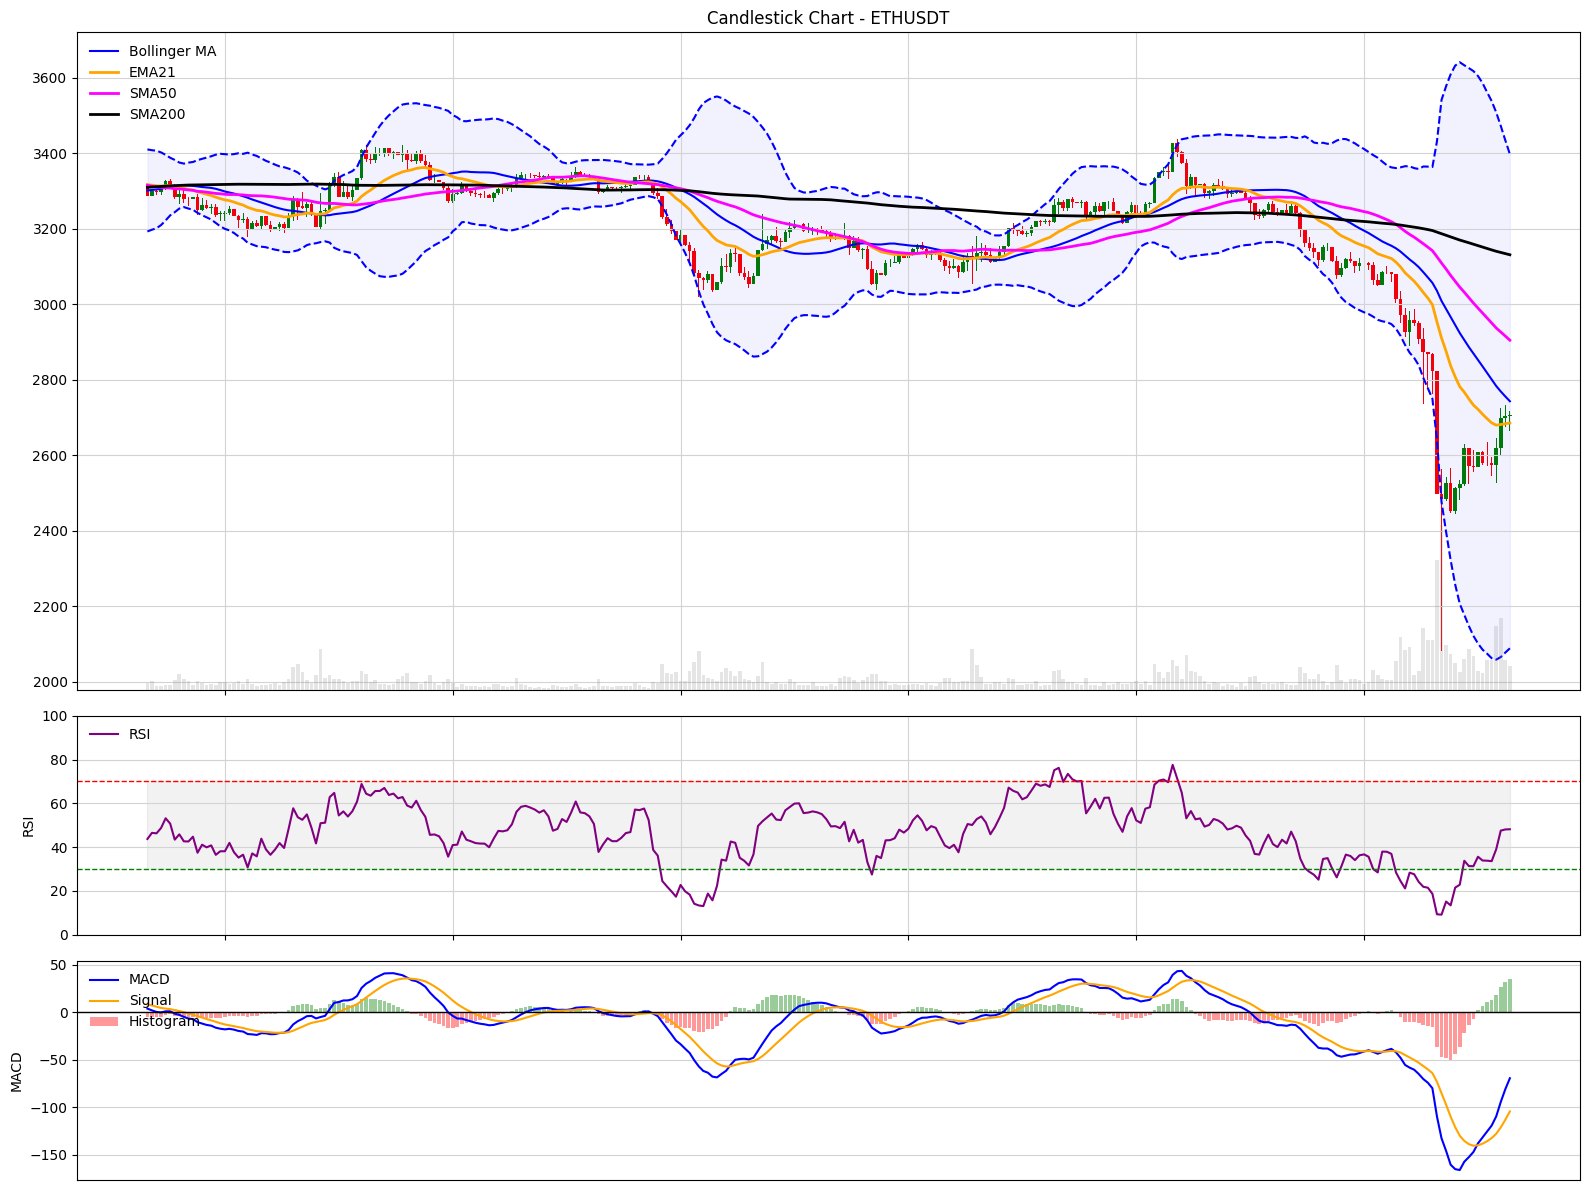 Candlestick Chart - ETHUSDT
Bollinger MA
EMA21
SMA50
SMA200
3600
3400
3200
3000
2800
2600
2400
2200
2000
RSI
100
80
60
40
20
0
RSI
MACD
Signal
Histogram
50
0
−50
−100
−150
MACD